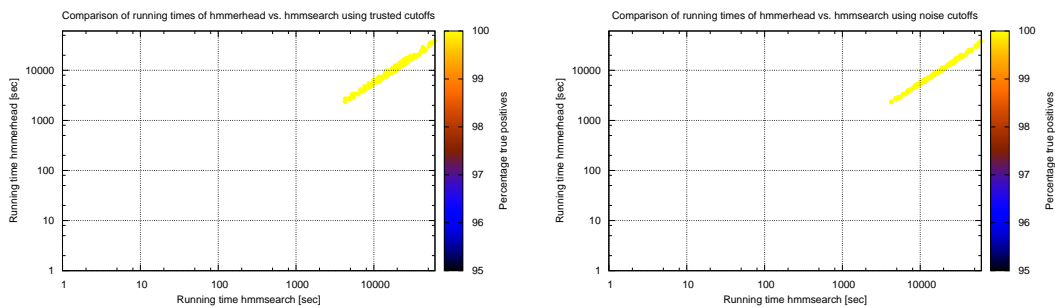 Comparison of running times of hmmerhead vs. hmmsearch using trusted cutoffs
Running time hmmerhead [sec]
10000
1000
100
10
1
1 10 100 1000 10000
Running time hmmsearch [sec]
100
99
98
97
96
95
Percentage true positives
Comparison of running times of hmmerhead vs. hmmsearch using noise cutoffs
Running time hmmerhead [sec]
10000
1000
100
10
1
1 10 100 1000 10000
Running time hmmsearch [sec]
100
99
98
97
96
95
Percentage true positives